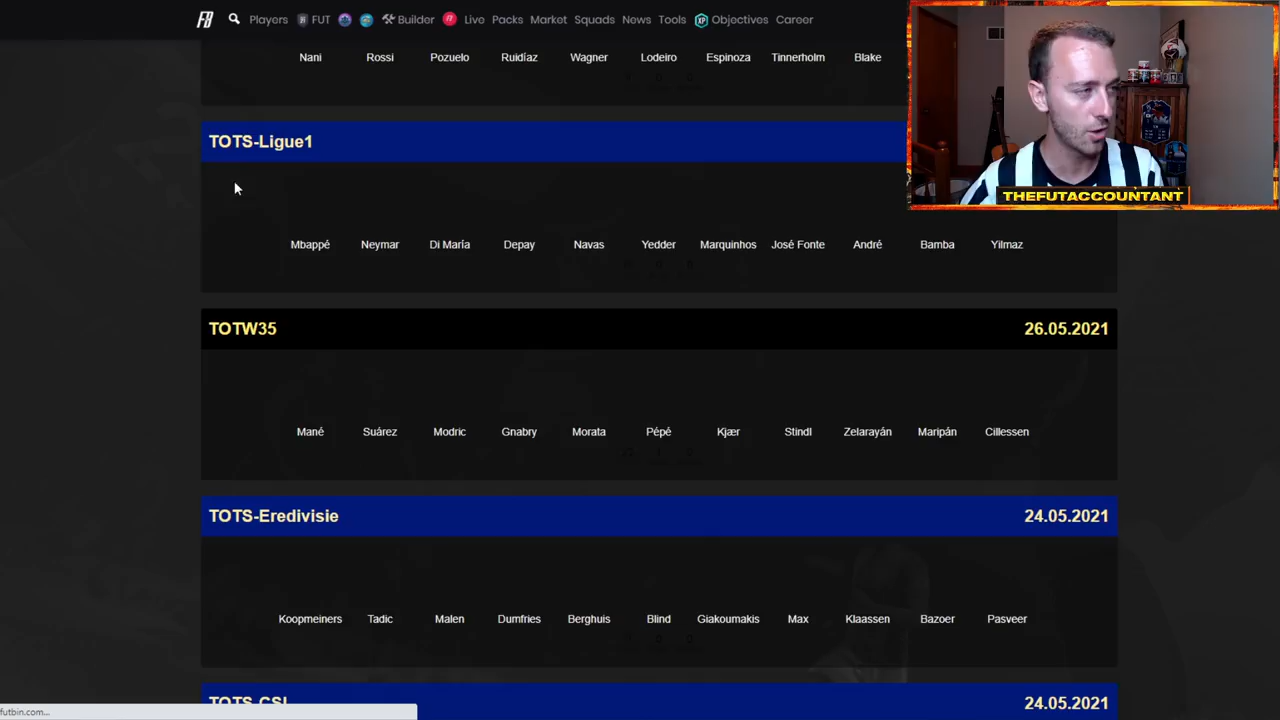 F8 Players FUT Builder Live Packs Market Squads News Tools XP Objectives Career
Nani Rossi Pozuelo Ruidíaz Wagner Lodeiro Espinoza Tinnerholm Blake
THEFUTACCOUNTANT
TOTS-Ligue1
Mbappé Neymar Di María Depay Navas Yedder Marquinhos José Fonte André Bamba Yilmaz
TOTW35 26.05.2021
Mané Suárez Modric Gnabry Morata Pépé Kjær Stindl Zelarayán Maripán Cillessen
TOTS-Eredivisie 24.05.2021
Koopmeiners Tadic Malen Dumfries Berghuis Blind Giakoumakis Max Klaassen Bazoer Pasveer
24.05.2021
futbin.com...